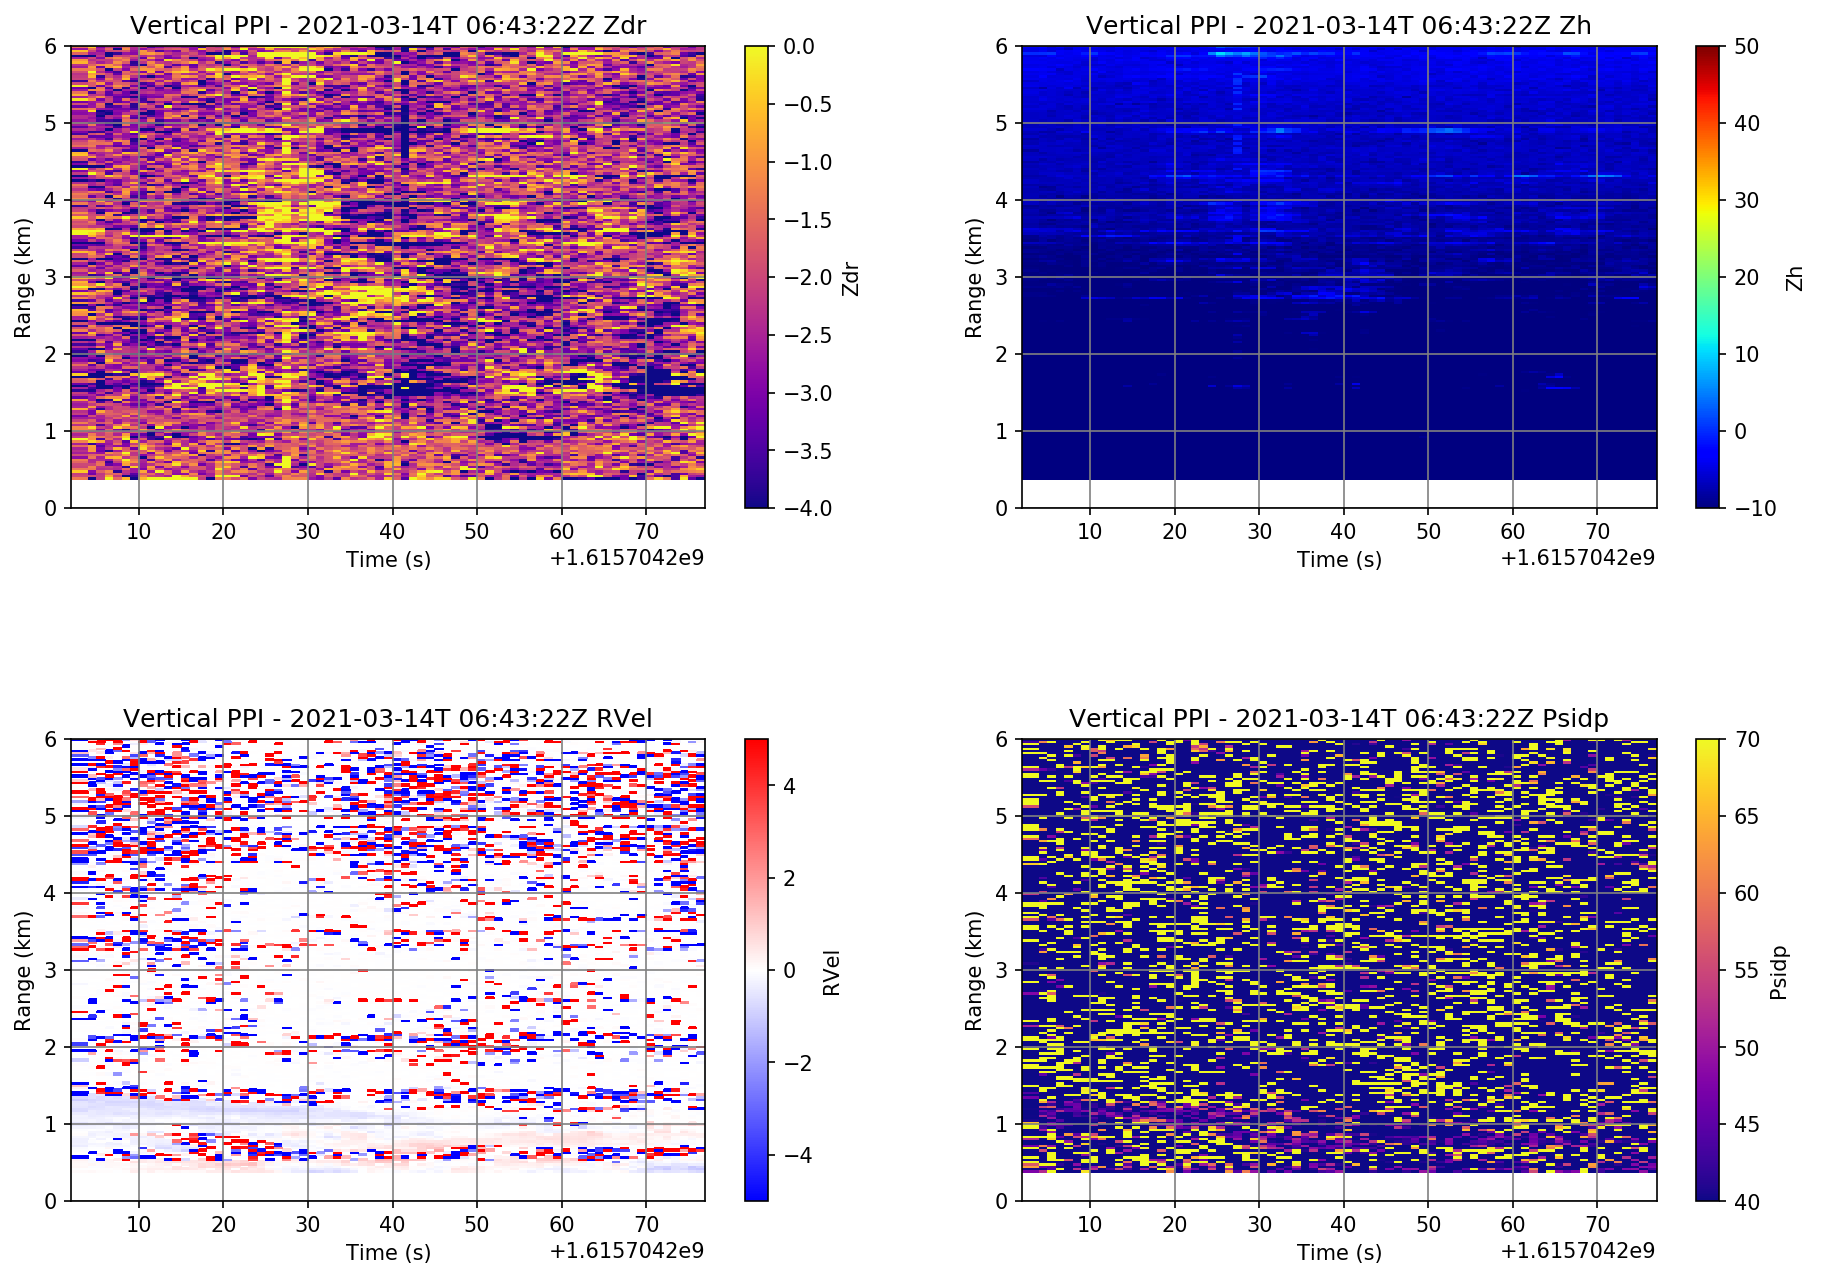 Vertical PPI - 2021-03-14T 06:43:22Z Zdr
6
5
4
3
2
1
0
Range (km)
10 20 30 40 50 60 70
Time (s)
+1.6157042e9
0.0
−0.5
−1.0
−1.5
−2.0
−2.5
−3.0
−3.5
−4.0
Zdr
Vertical PPI - 2021-03-14T 06:43:22Z Zh
6
5
4
3
2
1
0
Range (km)
10 20 30 40 50 60 70
Time (s)
+1.6157042e9
50
40
30
20
10
0
−10
Zh
Vertical PPI - 2021-03-14T 06:43:22Z RVel
6
5
4
3
2
1
0
Range (km)
10 20 30 40 50 60 70
Time (s)
+1.6157042e9
4
2
0
−2
−4
RVel
Vertical PPI - 2021-03-14T 06:43:22Z Psidp
6
5
4
3
2
1
0
Range (km)
10 20 30 40 50 60 70
Time (s)
+1.6157042e9
70
65
60
55
50
45
40
Psidp